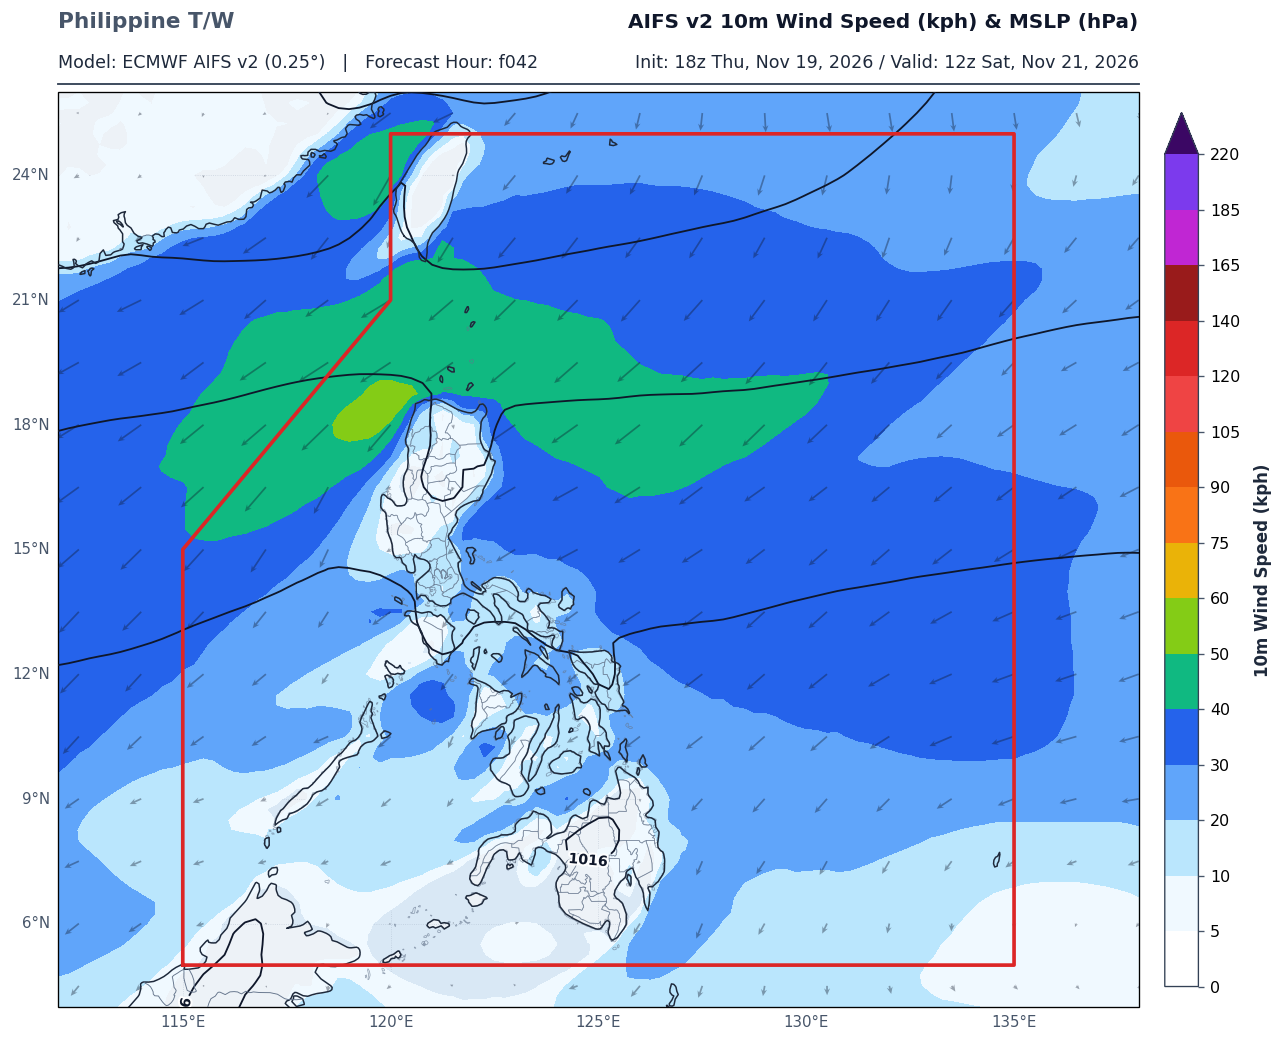 Philippine T/W
AIFS v2 10m Wind Speed (kph) & MSLP (hPa)
Model: ECMWF AIFS v2 (0.25°) | Forecast Hour: f042
Init: 18z Thu, Nov 19, 2026 / Valid: 12z Sat, Nov 21, 2026
24°N
21°N
18°N
15°N
12°N
9°N
6°N
115°E
120°E
125°E
130°E
135°E
1016
220
185
165
140
120
105
90
75
60
50
40
30
20
10
5
0
10m Wind Speed (kph)